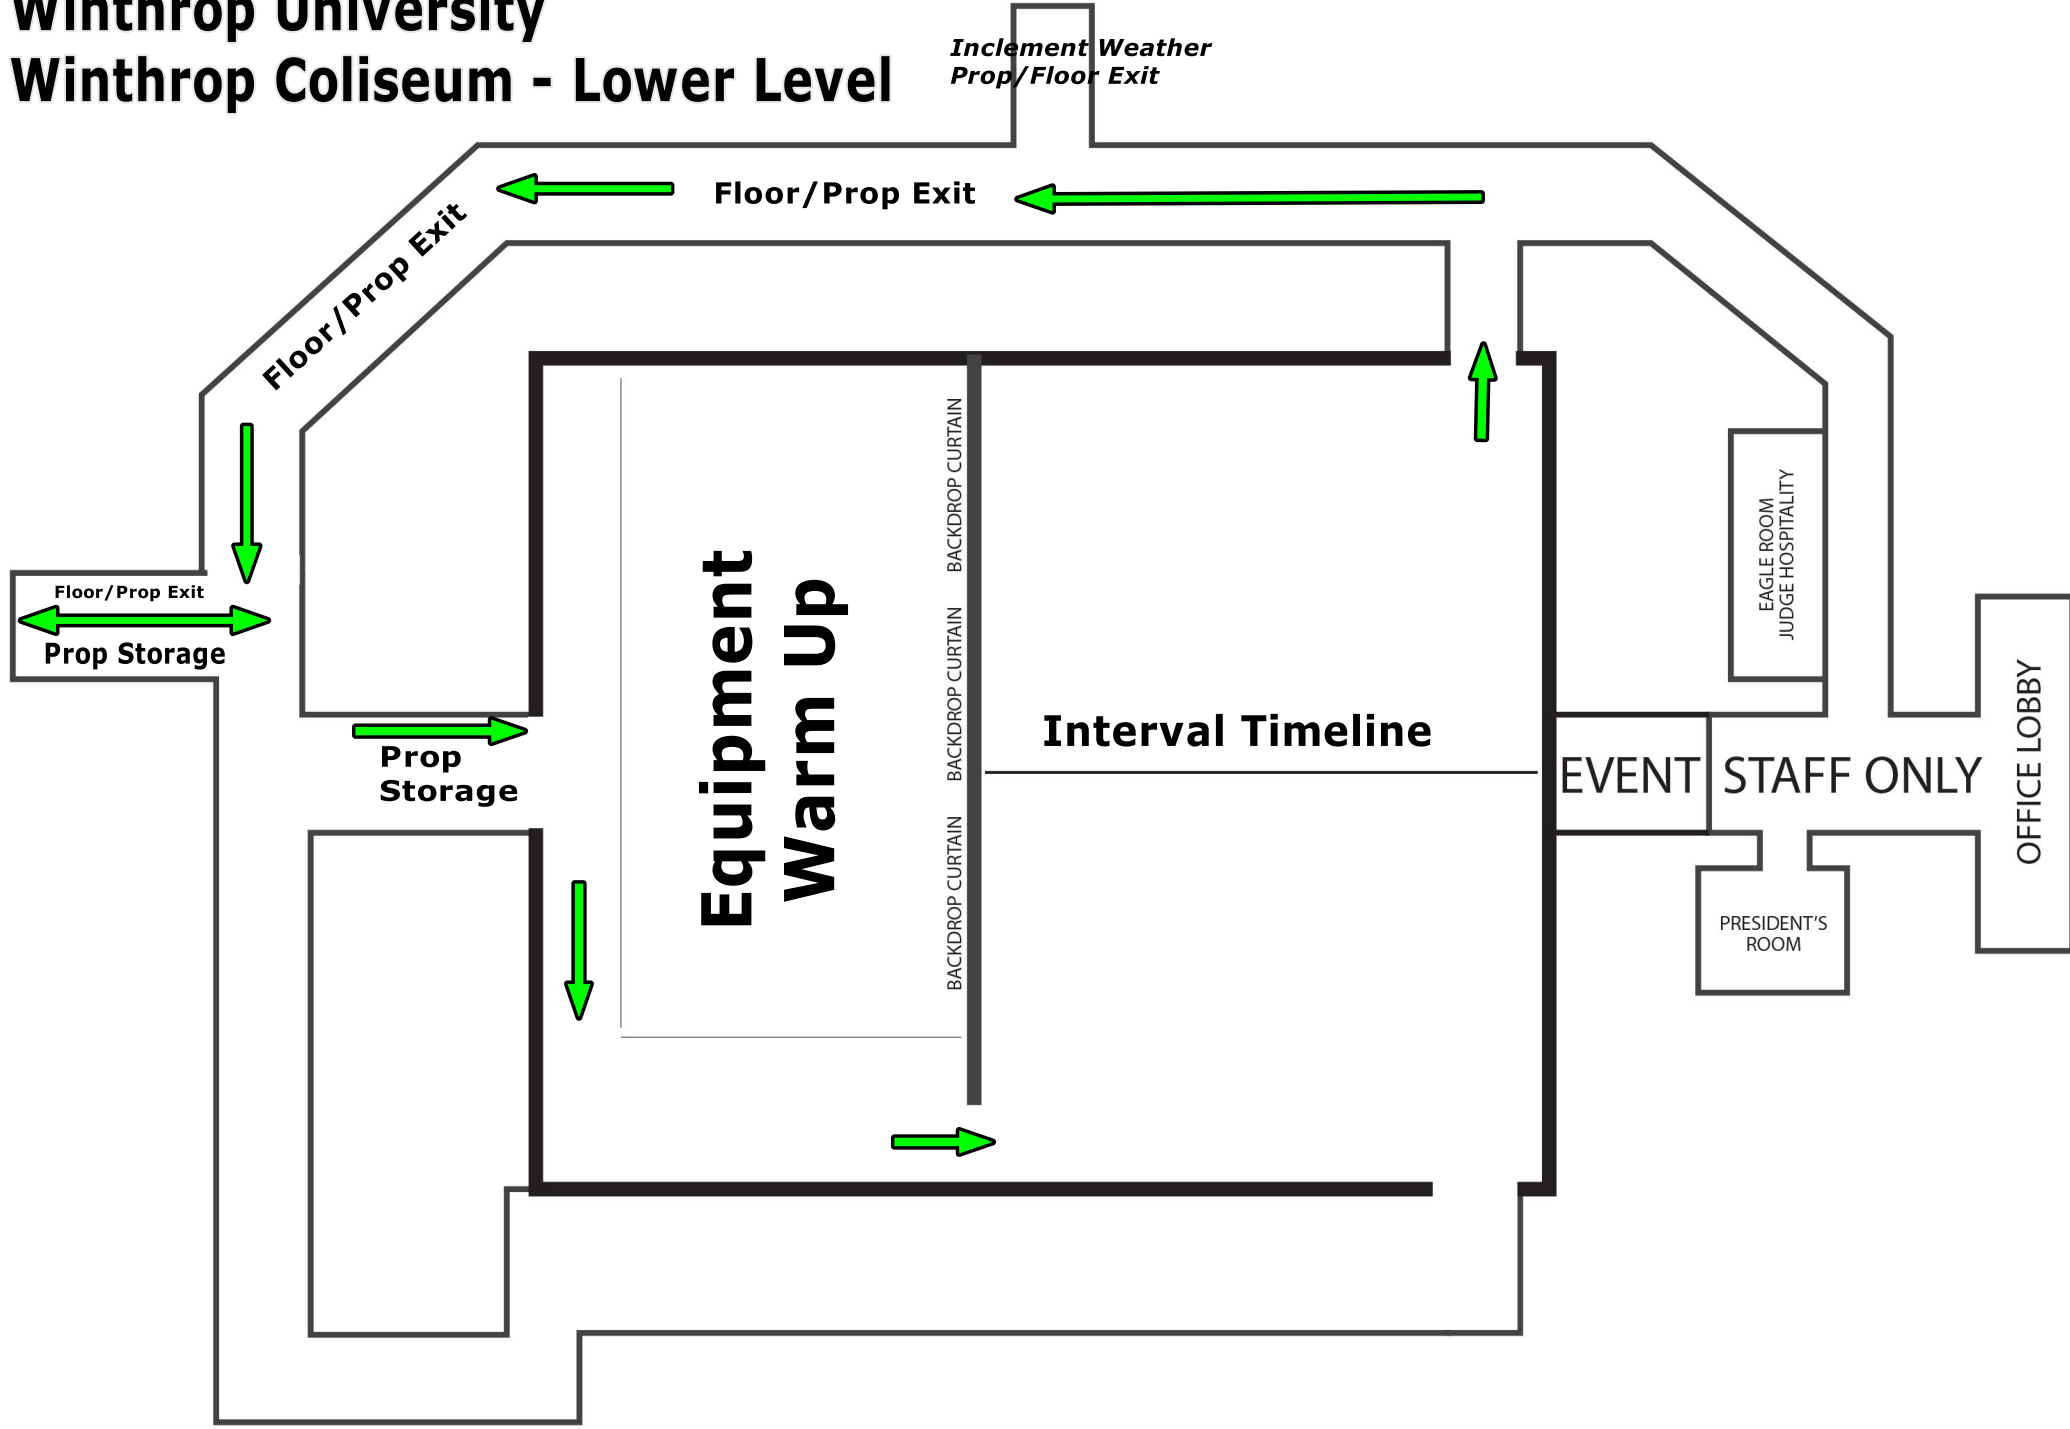 Winthrop University
Winthrop Coliseum - Lower Level
Inclement Weather
Prop/Floor Exit
Floor/Prop Exit
Floor/Prop Exit
Floor/Prop Exit
Prop Storage
Prop
Storage
Equipment
Warm Up
BACKDROP CURTAIN
BACKDROP CURTAIN
BACKDROP CURTAIN
Interval Timeline
EAGLE ROOM
JUDGE HOSPITALITY
EVENT
STAFF ONLY
OFFICE LOBBY
PRESIDENT’S
ROOM